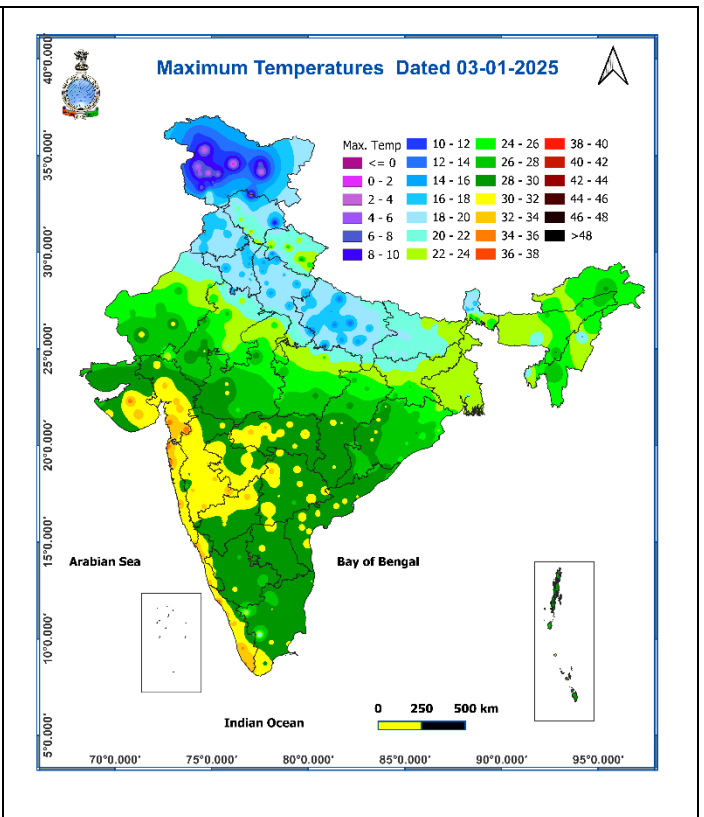 Maximum Temperatures Dated 03-01-2025
Max. Temp
<= 0
0 - 2
2 - 4
4 - 6
6 - 8
8 - 10
10 - 12
12 - 14
14 - 16
16 - 18
18 - 20
20 - 22
22 - 24
24 - 26
26 - 28
28 - 30
30 - 32
32 - 34
34 - 36
36 - 38
38 - 40
40 - 42
42 - 44
44 - 46
46 - 48
>48
40°0.000'
35°0.000'
30°0.000'
25°0.000'
20°0.000'
15°0.000'
10°0.000'
5°0.000'
Arabian Sea
Bay of Bengal
Indian Ocean
0 250 500 km
70°0.000' 75°0.000' 80°0.000' 85°0.000' 90°0.000' 95°0.000'